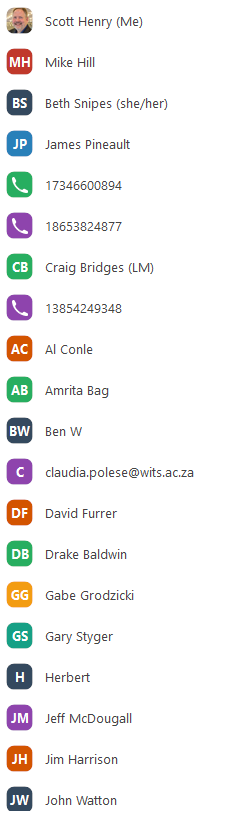 Scott Henry (Me)
MH Mike Hill
BS Beth Snipes (she/her)
JP James Pineault
17346600894
18653824877
CB Craig Bridges (LM)
13854249348
AC Al Conle
AB Amrita Bag
BW Ben W
C claudia.polese@wits.ac.za
DF David Furrer
DB Drake Baldwin
GG Gabe Grodzicki
GS Gary Styger
H Herbert
JM Jeff McDougall
JH Jim Harrison
JW John Watton